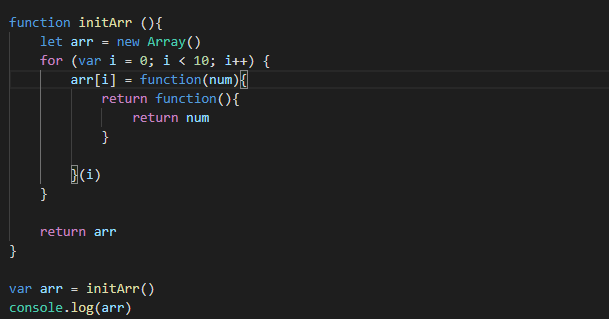 function initArr (){
    let arr = new Array()
    for (var i = 0; i < 10; i++) {
        arr[i] = function(num){
            return function(){
                return num
            }

        }(i)
    }

    return arr
}

var arr = initArr()
console.log(arr)